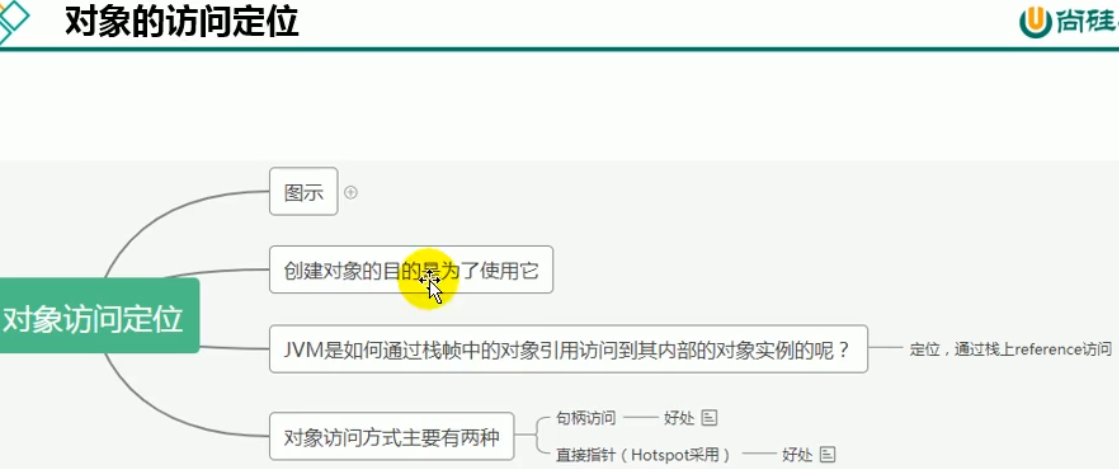 对象的访问定位
尚硅
图示
创建对象的目的是为了使用它
对象访问定位
JVM是如何通过栈帧中的对象引用访问到其内部的对象实例的呢？
定位，通过栈上reference访问
对象访问方式主要有两种
句柄访问
好处
直接指针（Hotspot采用）
好处